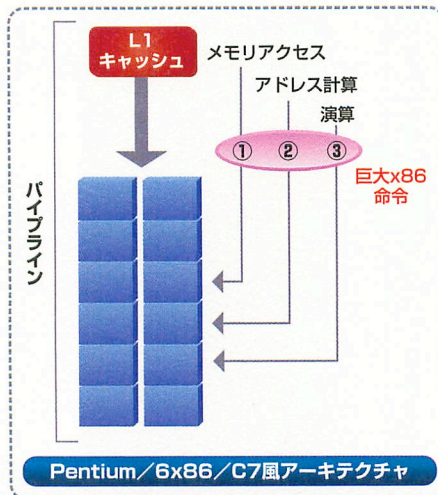 L1
キャッシュ
メモリアクセス
アドレス計算
演算
① ② ③
巨大x86
命令
パイプライン
Pentium/6x86/C7風アーキテクチャ